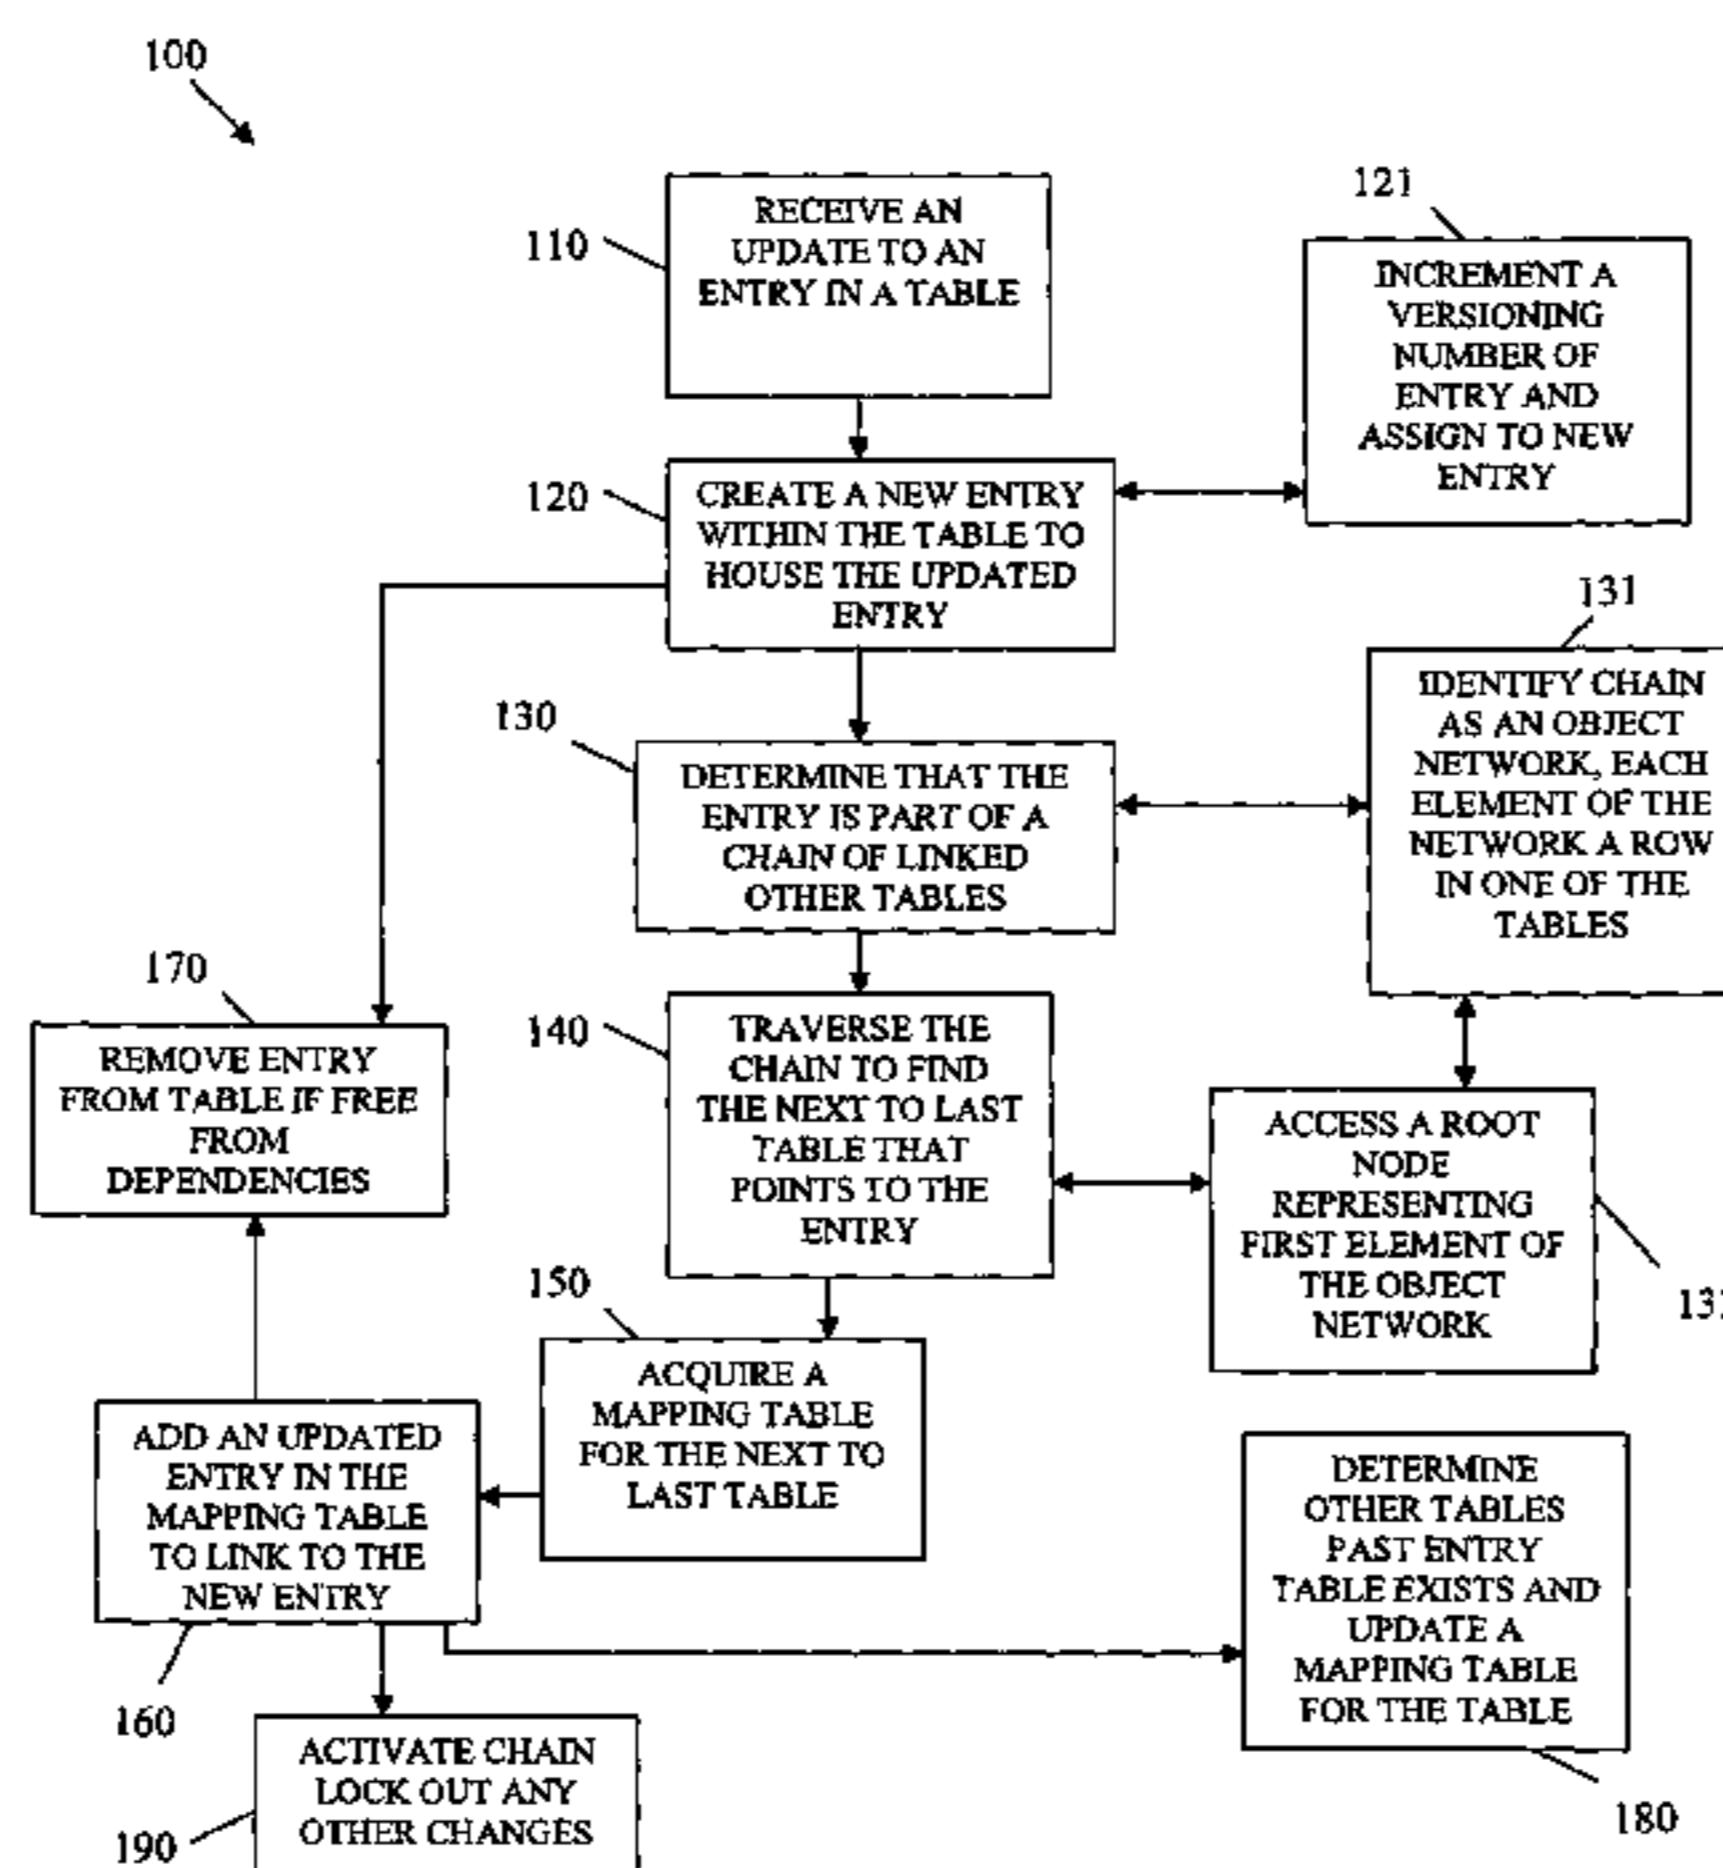 100
110
RECEIVE AN
UPDATE TO AN
ENTRY IN A TABLE
121
INCREMENT A
VERSIONING
NUMBER OF
ENTRY AND
ASSIGN TO NEW
ENTRY
120
CREATE A NEW ENTRY
WITHIN THE TABLE TO
HOUSE THE UPDATED
ENTRY
131
IDENTIFY CHAIN
AS AN OBJECT
NETWORK, EACH
ELEMENT OF THE
NETWORK A ROW
IN ONE OF THE
TABLES
130
DETERMINE THAT THE
ENTRY IS PART OF A
CHAIN OF LINKED
OTHER TABLES
170
REMOVE ENTRY
FROM TABLE IF FREE
FROM
DEPENDENCIES
140
TRAVERSE THE
CHAIN TO FIND
THE NEXT TO LAST
TABLE THAT
POINTS TO THE
ENTRY
ACCESS A ROOT
NODE
REPRESENTING
FIRST ELEMENT OF
THE OBJECT
NETWORK
150
ACQUIRE A
MAPPING TABLE
FOR THE NEXT TO
LAST TABLE
ADD AN UPDATED
ENTRY IN THE
MAPPING TABLE
TO LINK TO THE
NEW ENTRY
160
DETERMINE
OTHER TABLES
PAST ENTRY
TABLE EXISTS AND
UPDATE A
MAPPING TABLE
FOR THE TABLE
180
ACTIVATE CHAIN
LOCK OUT ANY
OTHER CHANGES
190